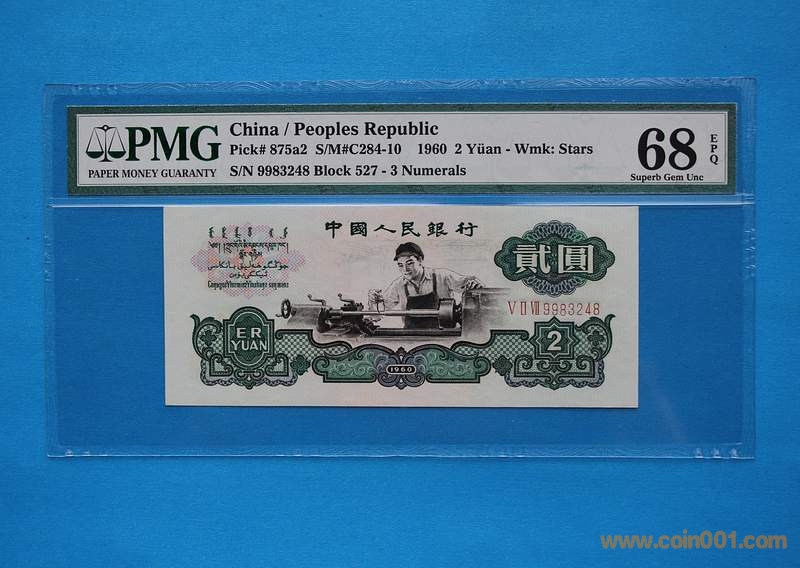 PMG
PAPER MONEY GUARANTY
China / Peoples Republic
Pick# 875a2 S/M#C284-10 1960 2 Yüan - Wmk: Stars
S/N 9983248 Block 527 - 3 Numerals
68
EPQ
Superb Gem Unc
中國人民銀行
貳圓
V II VII 9983248
ER
YUAN
2
1960
www.coin001.com